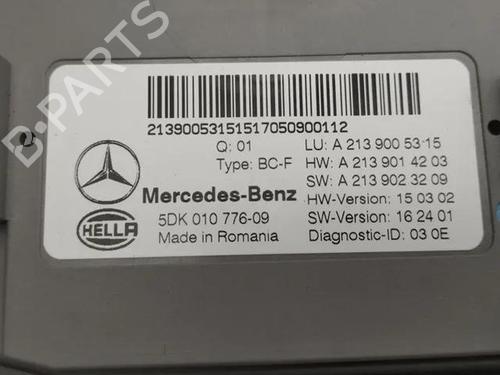 B-PARTS
21390053151517050900112
Q: 01
LU: A 213 900 53 15
Type: BC-F
HW: A 213 901 42 03
SW: A 213 902 32 09
Mercedes-Benz
HW-Version: 15 03 02
HELLA
5DK 010 776-09
SW-Version: 16 24 01
Made in Romania
Diagnostic-ID: 03 0E